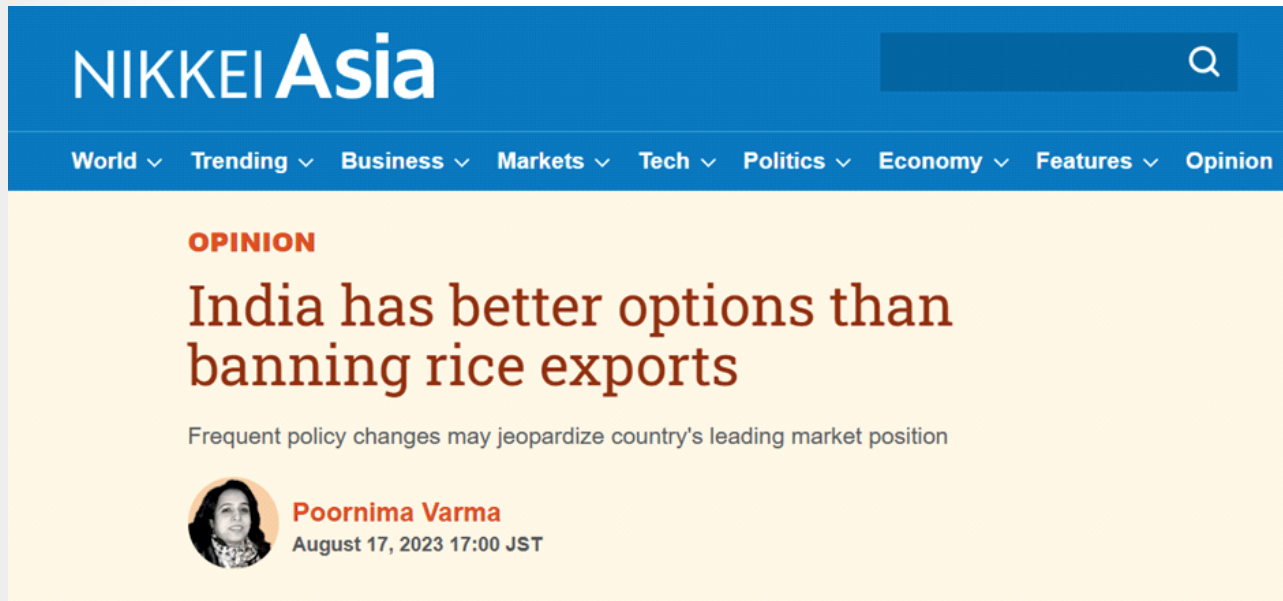 NIKKEI Asia
World Trending Business Markets Tech Politics Economy Features Opinion
OPINION
India has better options than
banning rice exports
Frequent policy changes may jeopardize country's leading market position
Poornima Varma
August 17, 2023 17:00 JST